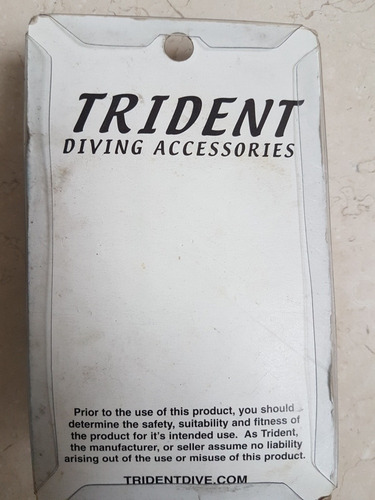 TRIDENT
DIVING ACCESSORIES
Prior to the use of this product, you should
determine the safety, suitability and fitness of
the product for it's intended use. As Trident,
the manufacturer, or seller assume no liability
arising out of the use or misuse of this product.
TRIDENTDIVE.COM